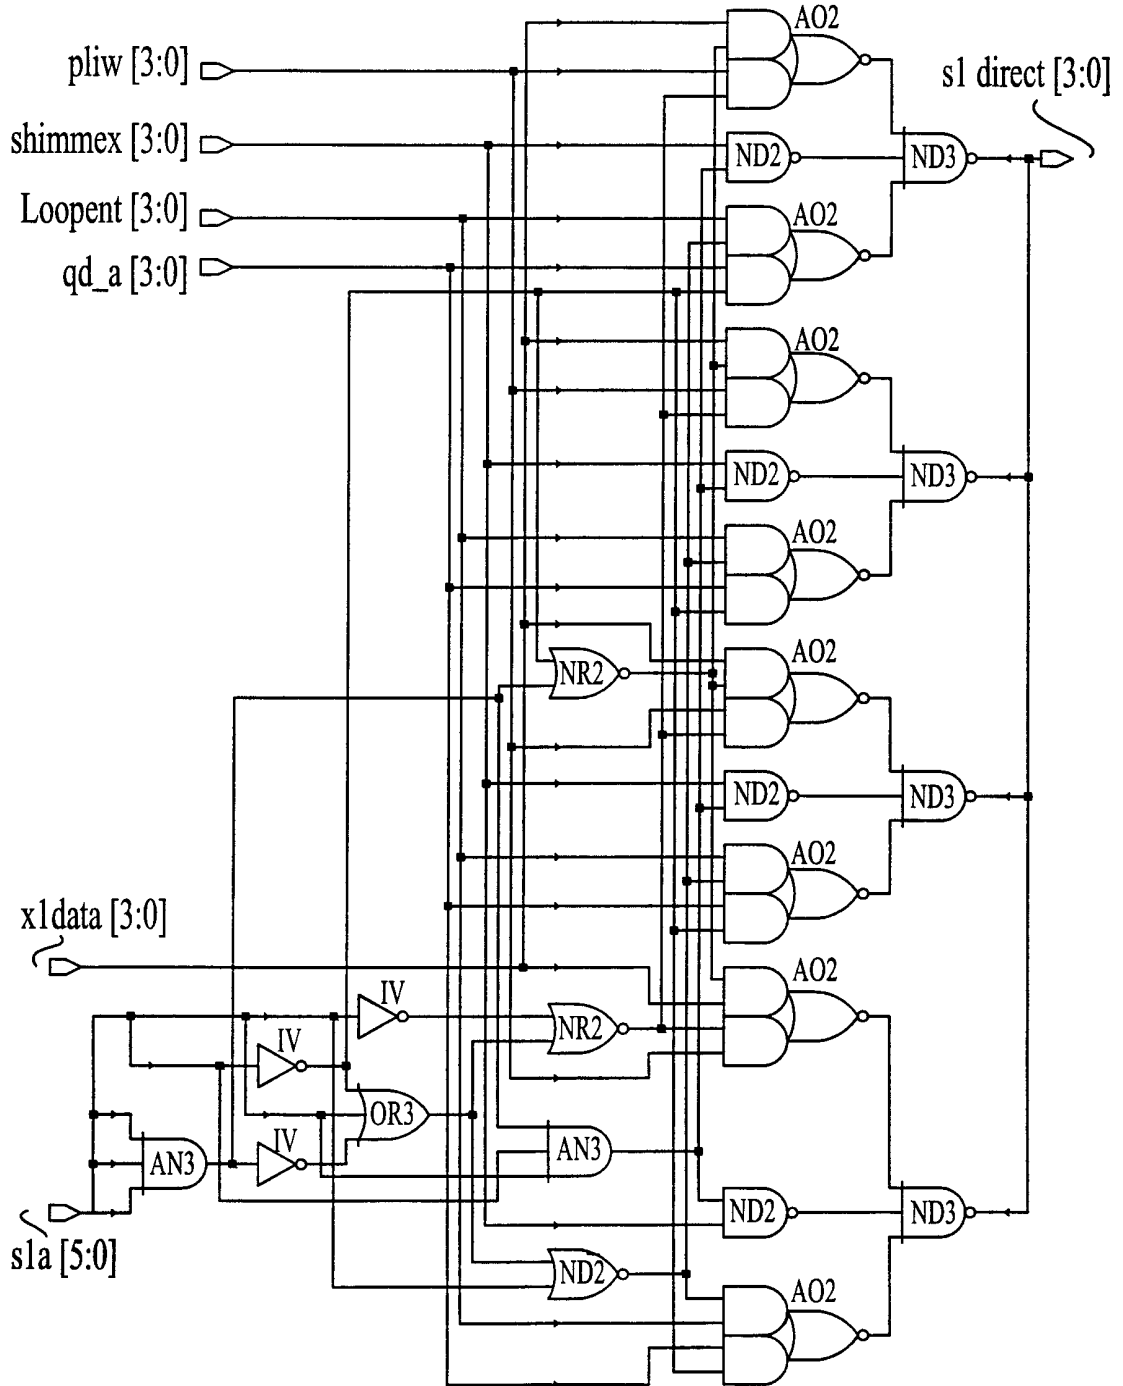 AO2
pliw [3:0]
s1 direct [3:0]
shimmex [3:0]
ND2
ND3
Loopent [3:0]
AO2
qd_a [3:0]
AO2
ND2
ND3
AO2
AO2
NR2
ND2
ND3
AO2
x1data [3:0]
AO2
IV
NR2
IV
OR3
IV
AN3
AN3
ND2
ND3
s1a [5:0]
ND2
AO2